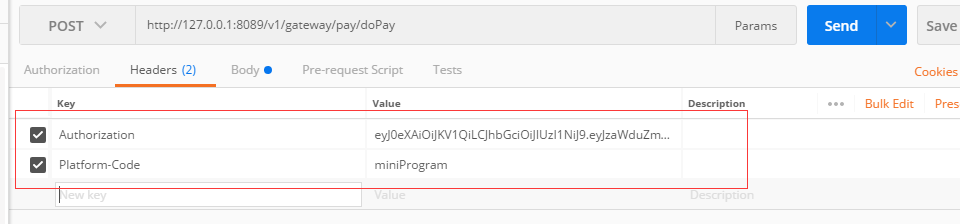 POST http://127.0.0.1:8089/v1/gateway/pay/doPay Params Send Save
Authorization Headers (2) Body Pre-request Script Tests Cookies
Key Value Description ••• Bulk Edit Pres
Authorization eyJ0eXAiOiJKV1QiLCJhbGciOiJIUzI1NiJ9.eyJzaWduZm...
Platform-Code miniProgram
New key Value Description